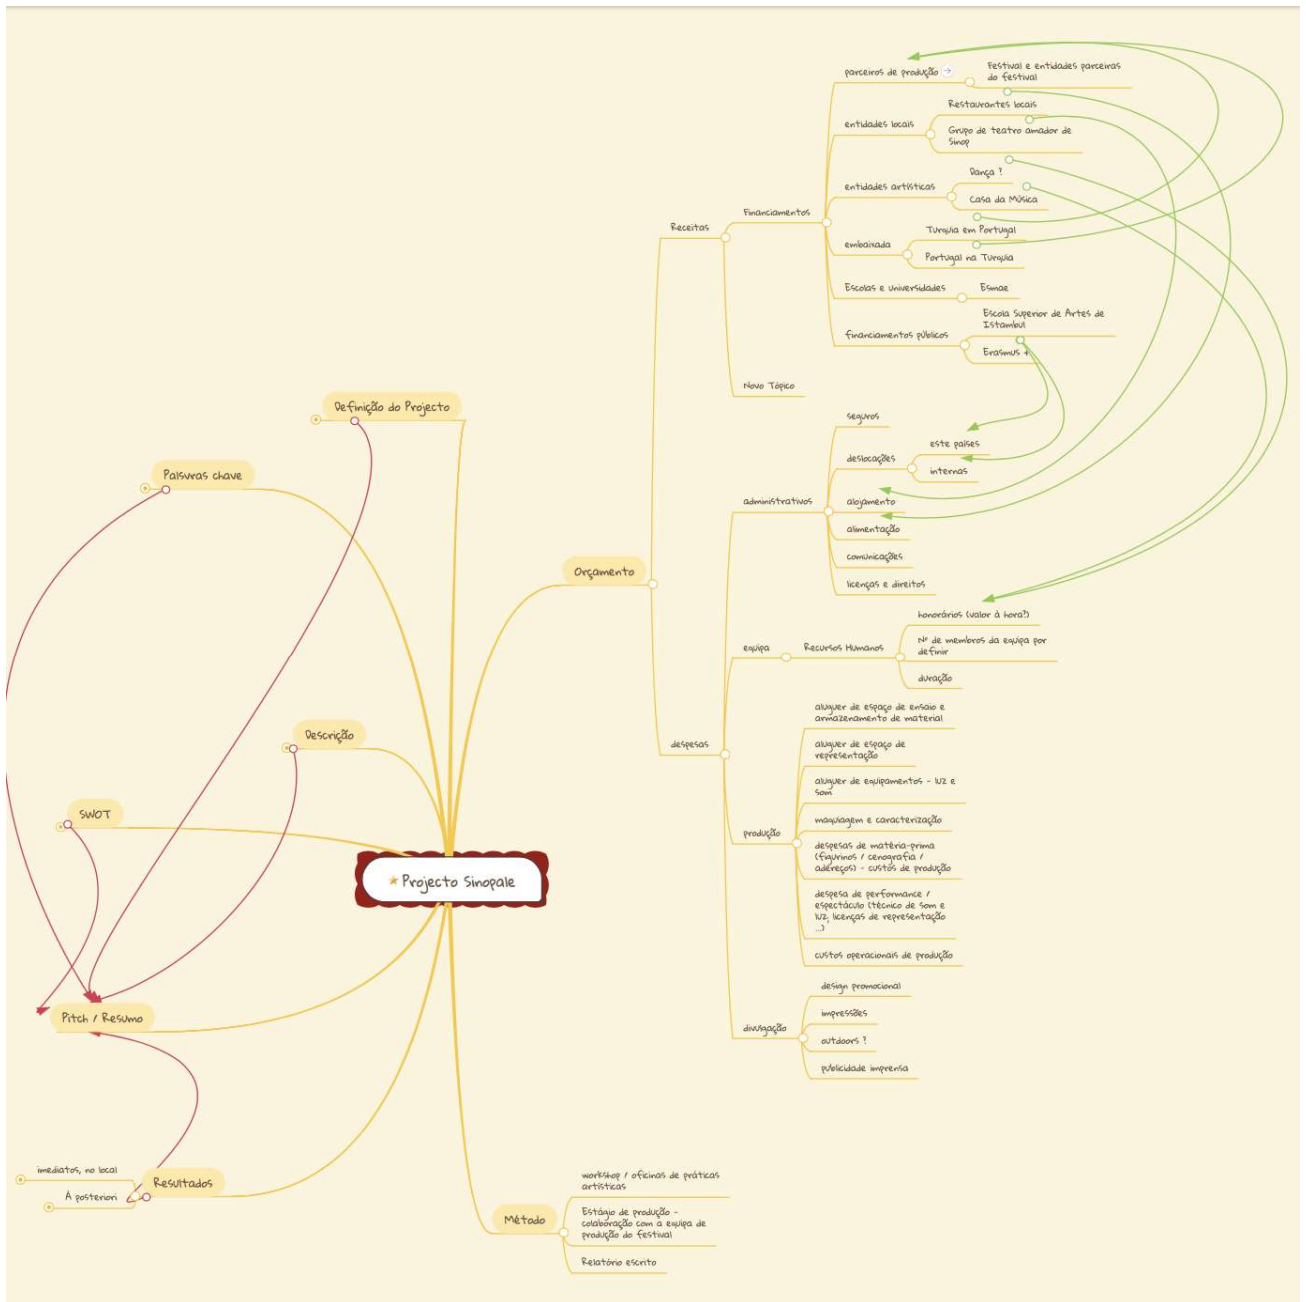 parceiros de produção
Festival e entidades parceiras
do festival
entidades locais
Restaurantes locais
Grupo de teatro amador de
Sinop
entidades artísticas
Dança ?
Casa da Música
Financiamentos
Receitas
embaixada
Turquia em Portugal
Portugal na Turquia
Escolas e universidades
Esmae
financiamentos públicos
Escola Superior de Artes de
Istambul
Erasmus +
Novo Tópico
Definição do Projecto
Palavras chave
seguros
deslocações
este países
internas
administrativos
alojamento
alimentação
comunicações
licenças e direitos
Orçamento
equipa
Recursos Humanos
honorários (valor à hora?)
Nº de membros da equipa por
definir
duração
despesas
Descrição
SWOT
aluguer de espaço de ensaio e
armazenamento de material
aluguer de espaço de
representação
aluguer de equipamentos - luz e
som
produção
maquiagem e caracterização
despesas de matéria-prima
(figurinos / cenografia /
adereços) - custos de produção
despesa de performance /
espectáculo (técnico de som e
luz, licenças de representação
...)
custos operacionais de produção
Projecto Sinopale
divulgação
design promocional
impressões
outdoors ?
publicidade imprensa
Pitch / Resumo
imediatos, no local
À posteriori
Resultados
Método
workshop / oficinas de práticas
artísticas
Estágio de produção -
colaboração com a equipa de
produção do festival
Relatório escrito